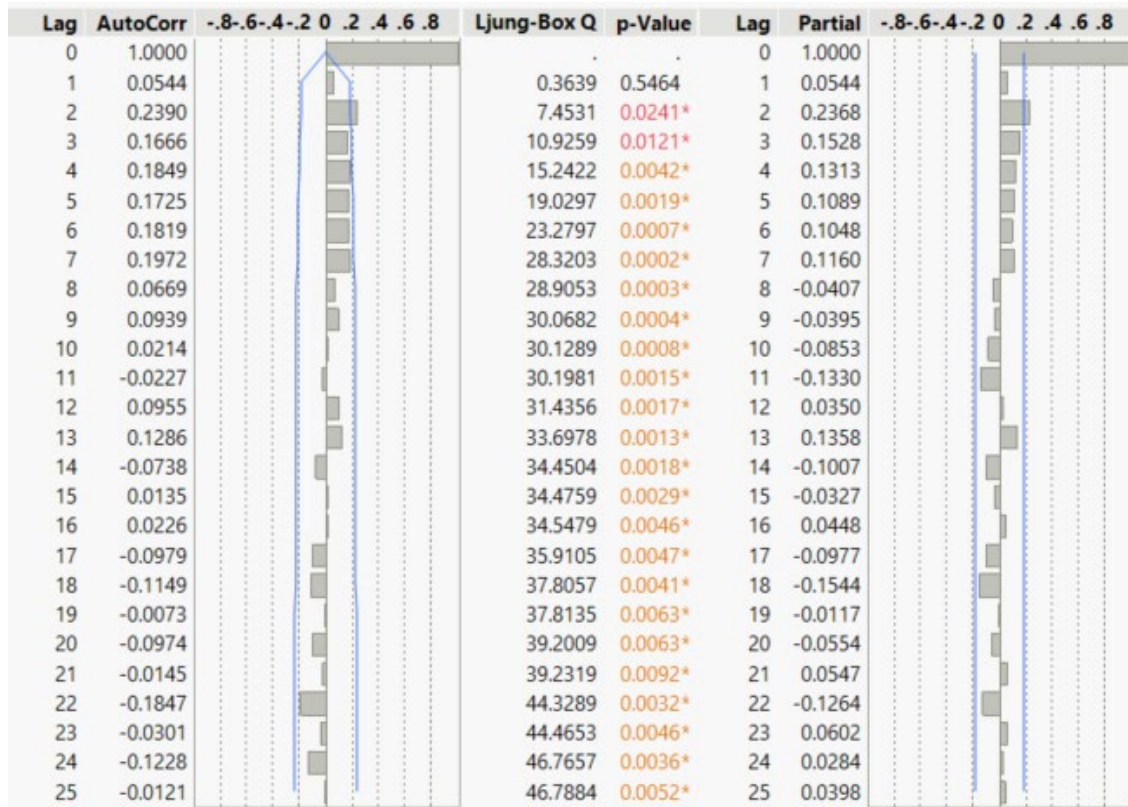 Lag AutoCorr -.8-.6-.4-.2 0 .2 .4 .6 .8 Ljung-Box Q p-Value Lag Partial -.8-.6-.4-.2 0 .2 .4 .6 .8
0 1.0000 . . 0 1.0000
1 0.0544 0.3639 0.5464 1 0.0544
2 0.2390 7.4531 0.0241* 2 0.2368
3 0.1666 10.9259 0.0121* 3 0.1528
4 0.1849 15.2422 0.0042* 4 0.1313
5 0.1725 19.0297 0.0019* 5 0.1089
6 0.1819 23.2797 0.0007* 6 0.1048
7 0.1972 28.3203 0.0002* 7 0.1160
8 0.0669 28.9053 0.0003* 8 -0.0407
9 0.0939 30.0682 0.0004* 9 -0.0395
10 0.0214 30.1289 0.0008* 10 -0.0853
11 -0.0227 30.1981 0.0015* 11 -0.1330
12 0.0955 31.4356 0.0017* 12 0.0350
13 0.1286 33.6978 0.0013* 13 0.1358
14 -0.0738 34.4504 0.0018* 14 -0.1007
15 0.0135 34.4759 0.0029* 15 -0.0327
16 0.0226 34.5479 0.0046* 16 0.0448
17 -0.0979 35.9105 0.0047* 17 -0.0977
18 -0.1149 37.8057 0.0041* 18 -0.1544
19 -0.0073 37.8135 0.0063* 19 -0.0117
20 -0.0974 39.2009 0.0063* 20 -0.0554
21 -0.0145 39.2319 0.0092* 21 0.0547
22 -0.1847 44.3289 0.0032* 22 -0.1264
23 -0.0301 44.4653 0.0046* 23 0.0602
24 -0.1228 46.7657 0.0036* 24 0.0284
25 -0.0121 46.7884 0.0052* 25 0.0398